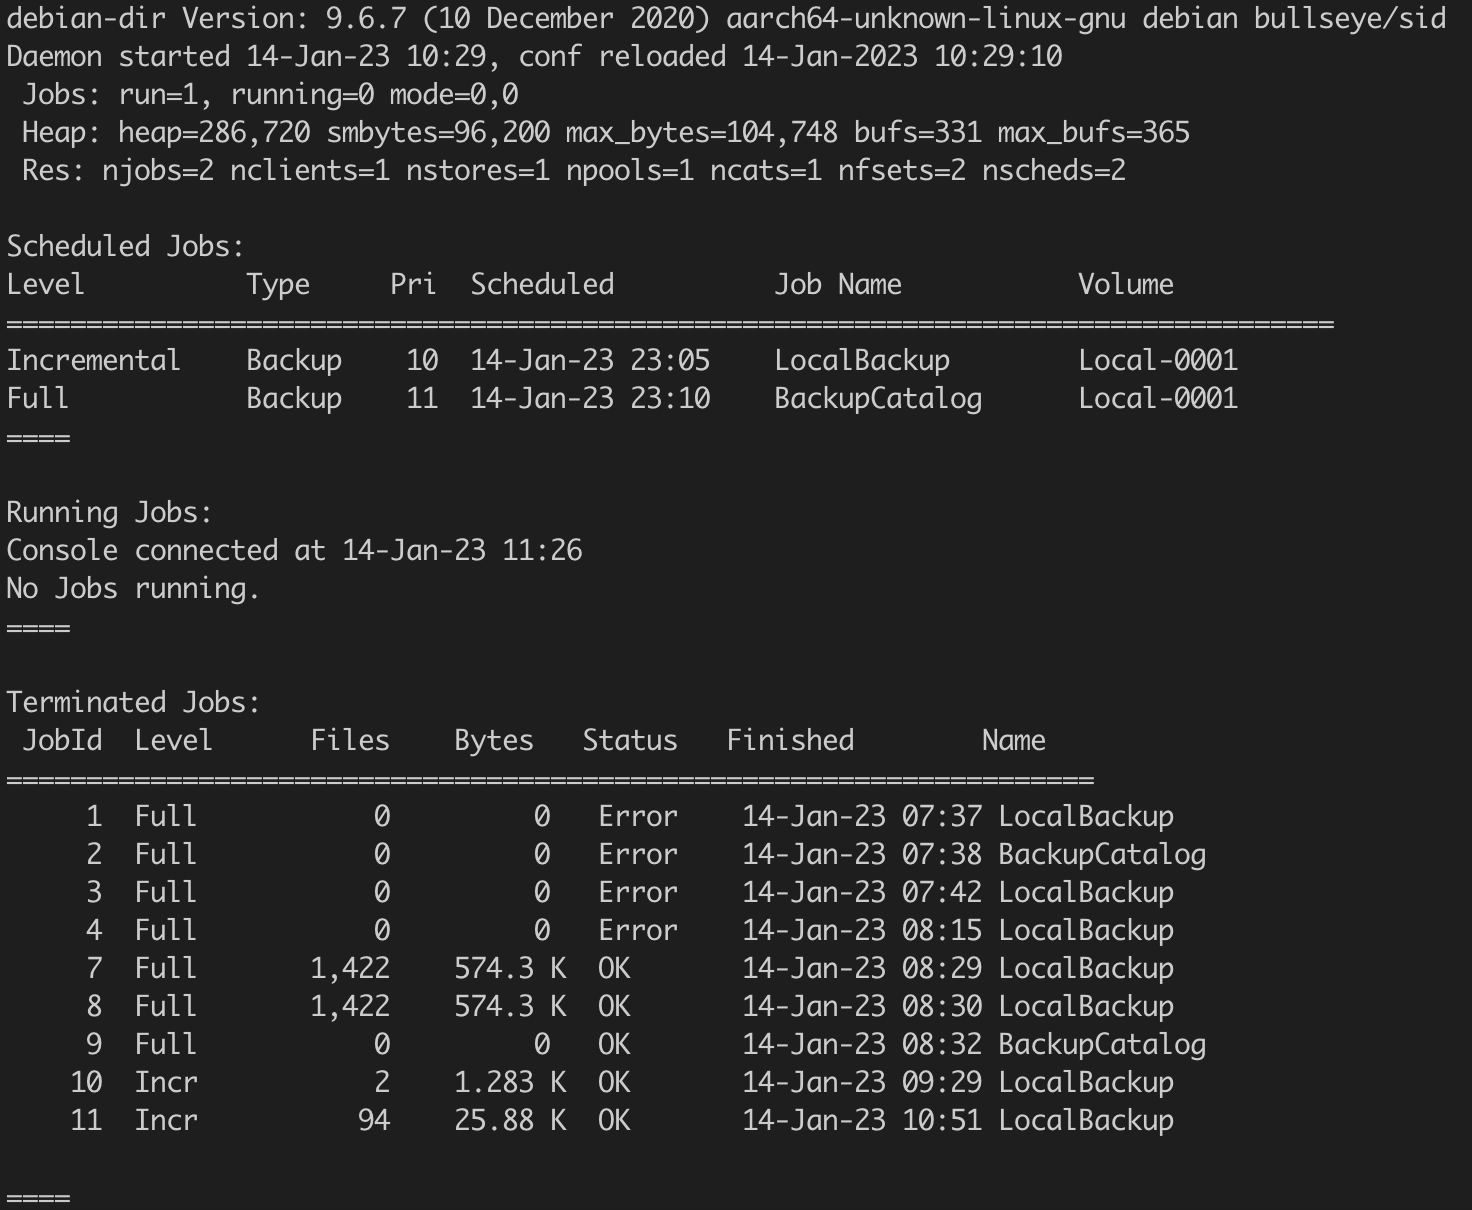 debian-dir Version: 9.6.7 (10 December 2020) aarch64-unknown-linux-gnu debian bullseye/sid
Daemon started 14-Jan-23 10:29, conf reloaded 14-Jan-2023 10:29:10
 Jobs: run=1, running=0 mode=0,0
 Heap: heap=286,720 smbytes=96,200 max_bytes=104,748 bufs=331 max_bufs=365
 Res: njobs=2 nclients=1 nstores=1 npools=1 ncats=1 nfsets=2 nscheds=2

Scheduled Jobs:
Level          Type     Pri  Scheduled          Job Name           Volume
===================================================================================
Incremental    Backup    10  14-Jan-23 23:05    LocalBackup        Local-0001
Full           Backup    11  14-Jan-23 23:10    BackupCatalog      Local-0001
====

Running Jobs:
Console connected at 14-Jan-23 11:26
No Jobs running.
====

Terminated Jobs:
 JobId  Level      Files    Bytes   Status   Finished        Name
====================================================================
     1  Full           0         0   Error    14-Jan-23 07:37 LocalBackup
     2  Full           0         0   Error    14-Jan-23 07:38 BackupCatalog
     3  Full           0         0   Error    14-Jan-23 07:42 LocalBackup
     4  Full           0         0   Error    14-Jan-23 08:15 LocalBackup
     7  Full       1,422    574.3 K  OK       14-Jan-23 08:29 LocalBackup
     8  Full       1,422    574.3 K  OK       14-Jan-23 08:30 LocalBackup
     9  Full           0         0   OK       14-Jan-23 08:32 BackupCatalog
    10  Incr           2    1.283 K  OK       14-Jan-23 09:29 LocalBackup
    11  Incr          94    25.88 K  OK       14-Jan-23 10:51 LocalBackup

====